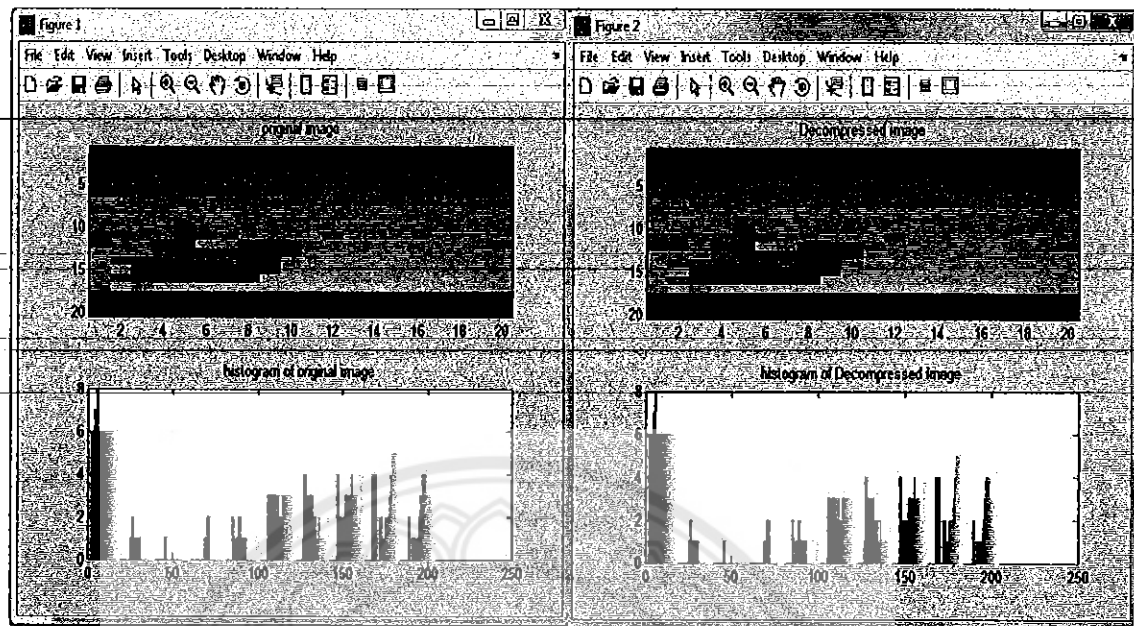 Figure 1
File Edit View Insert Tools Desktop Window Help
original image
5
10
15
20
2 4 6 8 10 12 14 16 18 20
histogram of original image
8
6
4
2
0
0 50 100 150 200 250
Figure 2
File Edit View Insert Tools Desktop Window Help
Decompressed image
5
10
15
20
2 4 6 8 10 12 14 16 18 20
histogram of Decompressed image
8
6
4
2
0
0 50 100 150 200 250